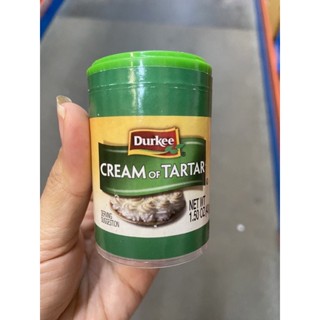 Durkee
CREAM OF TARTAR
SERVING
SUGGESTION
NET WT
1.50 OZ